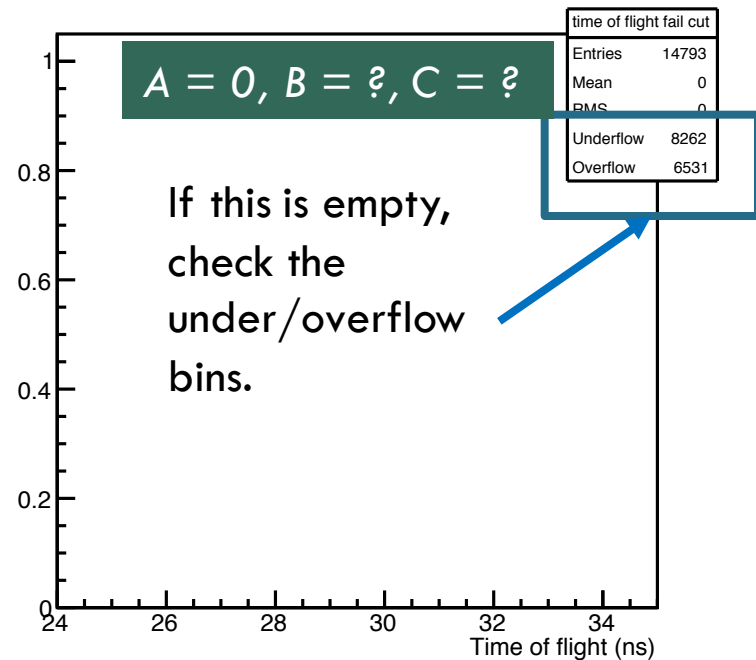 time of flight fail cut
Entries 14793
Mean 0
RMS 0
Underflow 8262
Overflow 6531
A = 0, B = ?, C = ?
If this is empty,
check the
under/overflow
bins.
1
0.8
0.6
0.4
0.2
0
24 26 28 30 32 34
Time of flight (ns)